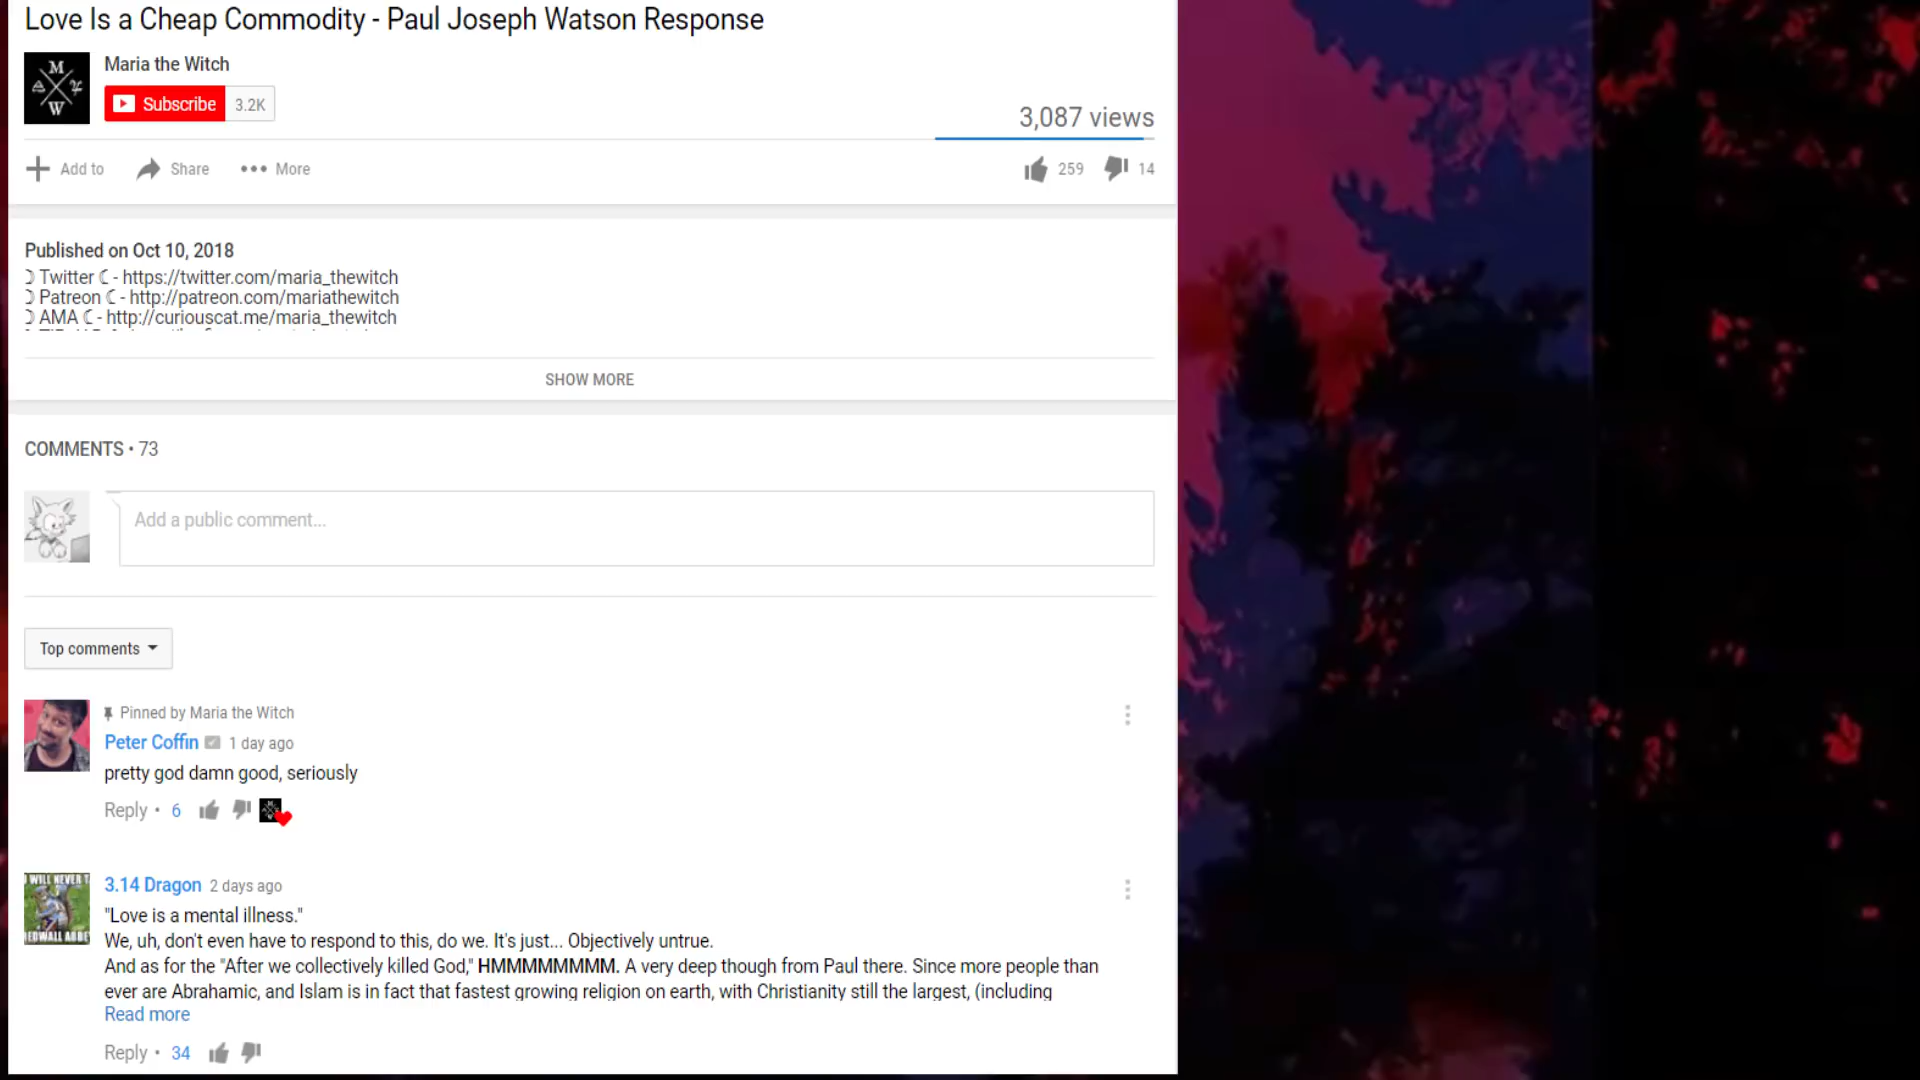 Love Is a Cheap Commodity - Paul Joseph Watson Response
Maria the Witch
Subscribe 3.2K
3,087 views
Add to Share More
259 14
Published on Oct 10, 2018
☽ Twitter ☾ - https://twitter.com/maria_thewitch
☽ Patreon ☾ - http://patreon.com/mariathewitch
☽ AMA ☾ - http://curiouscat.me/maria_thewitch
SHOW MORE
COMMENTS • 73
Add a public comment...
Top comments
Pinned by Maria the Witch
Peter Coffin 1 day ago
pretty god damn good, seriously
Reply • 6
I WILL NEVER T
REDWALL ABBE
3.14 Dragon 2 days ago
"Love is a mental illness."
We, uh, don't even have to respond to this, do we. It's just... Objectively untrue.
And as for the "After we collectively killed God," HMMMMMMMM. A very deep though from Paul there. Since more people than
ever are Abrahamic, and Islam is in fact that fastest growing religion on earth, with Christianity still the largest, (including
Read more
Reply • 34